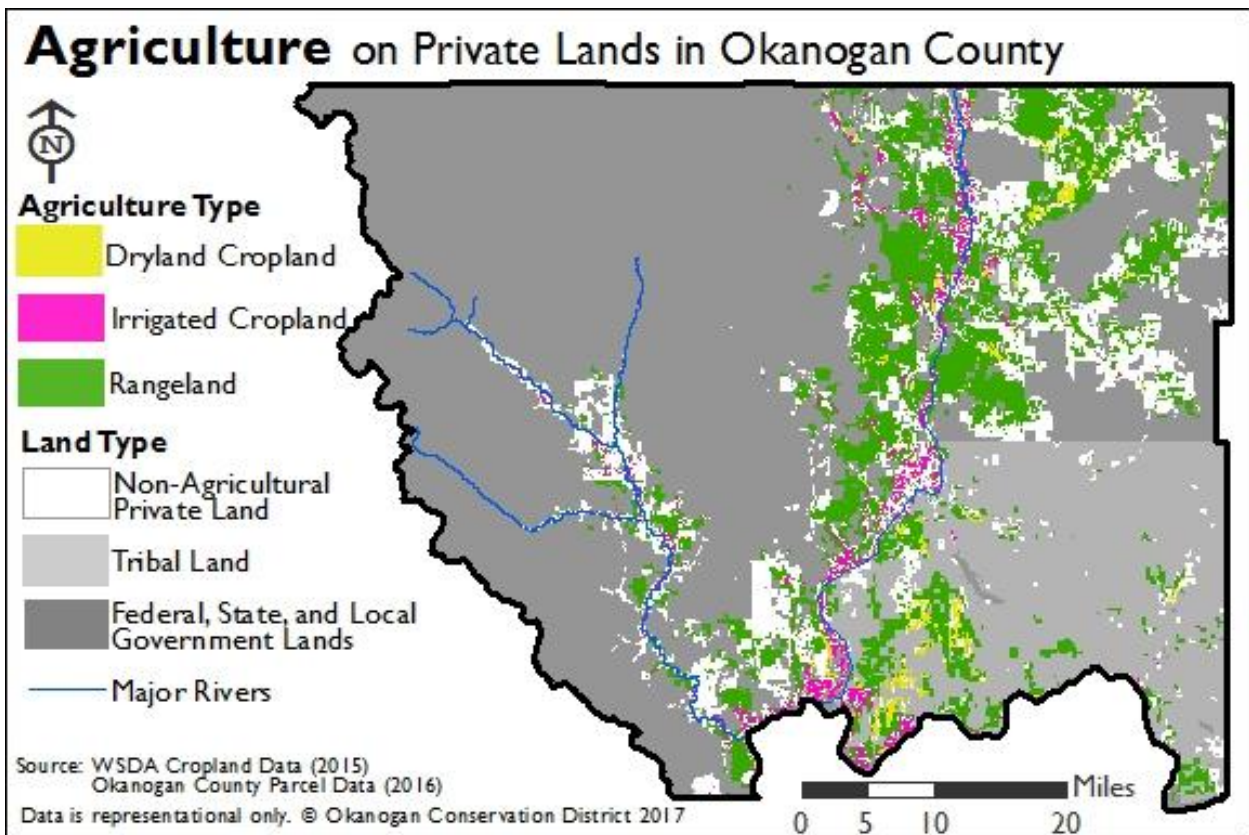 Agriculture on Private Lands in Okanogan County
N
Agriculture Type
Dryland Cropland
Irrigated Cropland
Rangeland
Land Type
Non-Agricultural
Private Land
Tribal Land
Federal, State, and Local
Government Lands
Major Rivers
Source: WSDA Cropland Data (2015)
Okanogan County Parcel Data (2016)
Data is representational only. © Okanogan Conservation District 2017
Miles
0 5 10 20